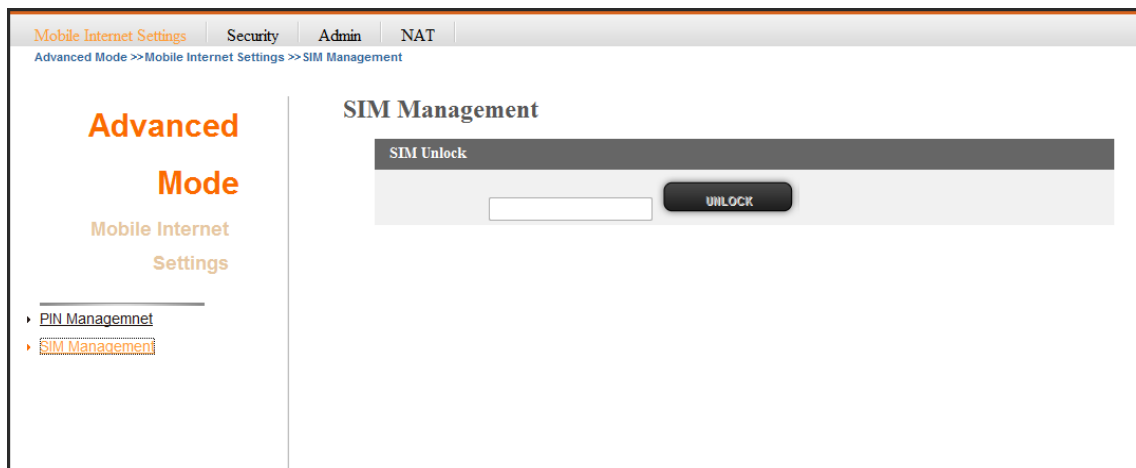 Mobile Internet Settings Security Admin NAT
Advanced Mode >>Mobile Internet Settings >>SIM Management
Advanced
Mode
Mobile Internet
Settings
PIN Managemnet
SIM Management
SIM Management
SIM Unlock
UNLOCK